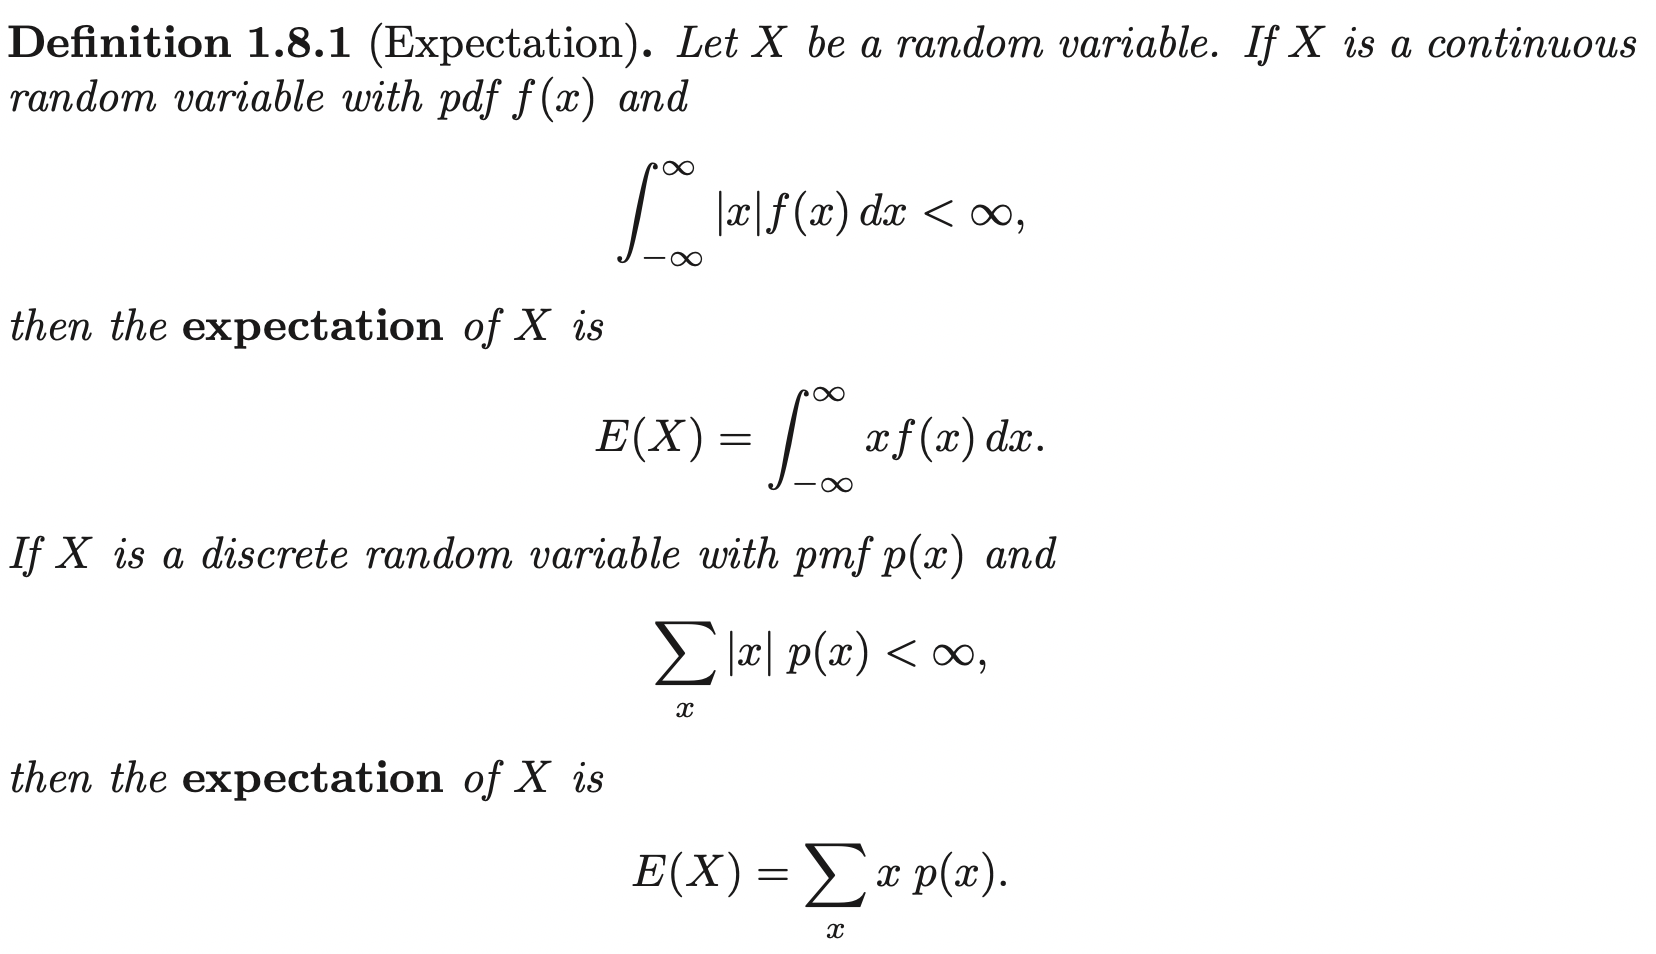 Definition 1.8.1 (Expectation). Let X be a random variable. If X is a continuous
random variable with pdf f(x) and
∫_{-∞}^{∞} |x|f(x) dx < ∞,
then the expectation of X is
E(X) = ∫_{-∞}^{∞} xf(x) dx.
If X is a discrete random variable with pmf p(x) and
∑_x |x| p(x) < ∞,
then the expectation of X is
E(X) = ∑_x x p(x).